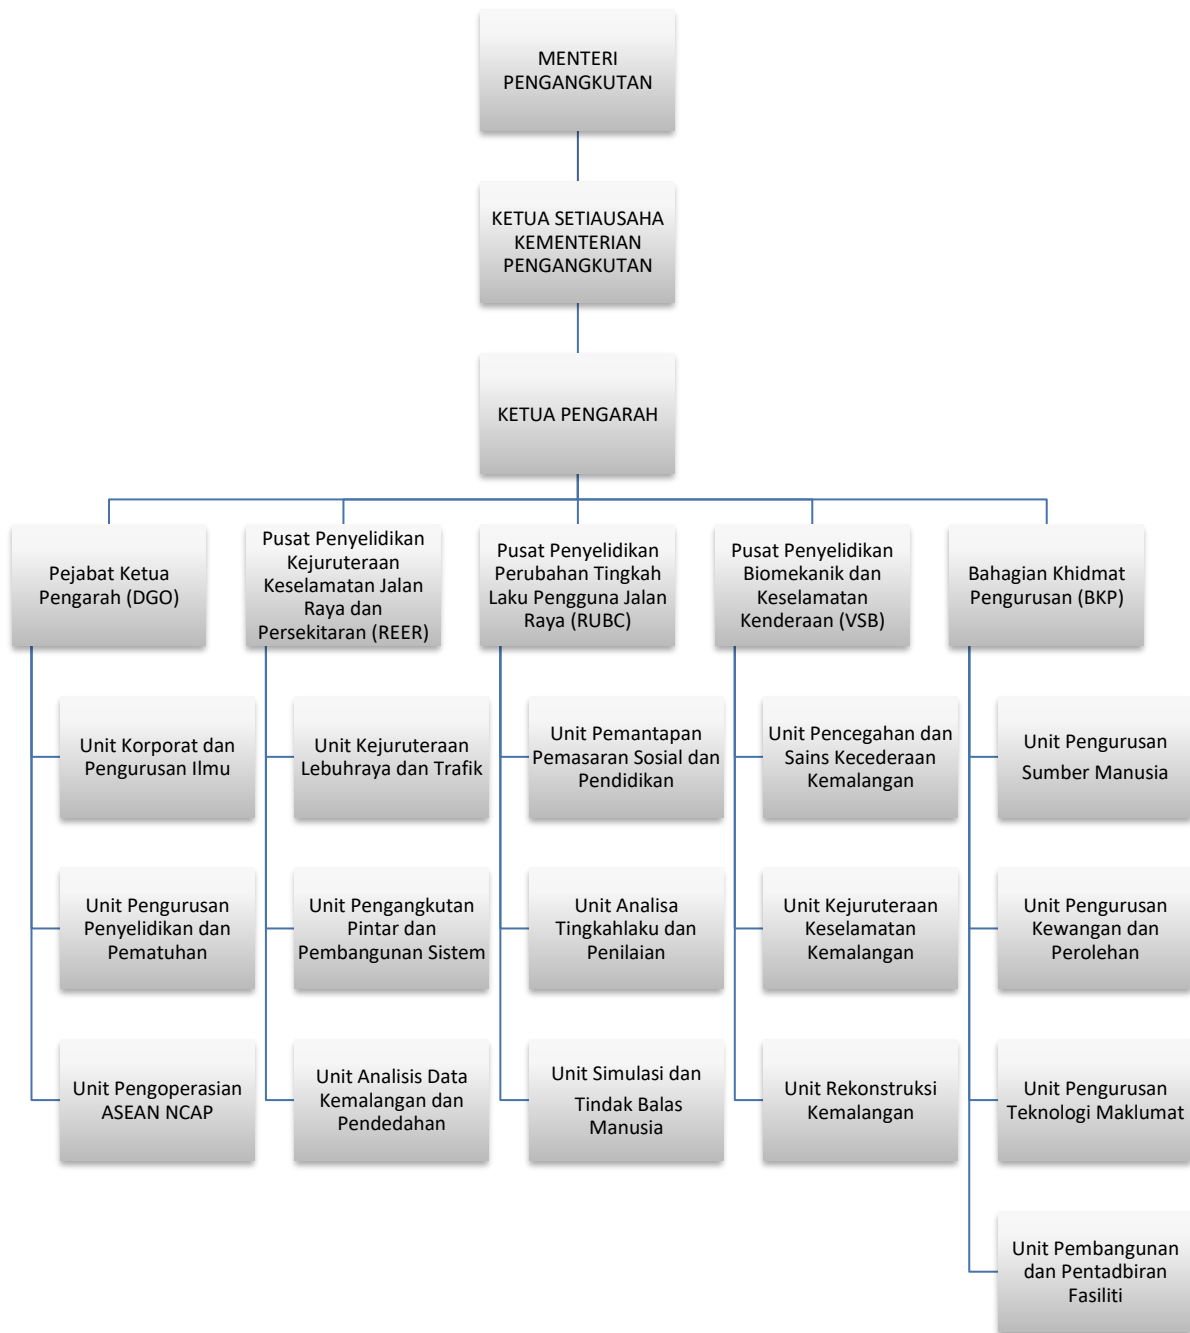 MENTERI
PENGANGKUTAN
KETUA SETIAUSAHA
KEMENTERIAN
PENGANGKUTAN
KETUA PENGARAH
Pejabat Ketua
Pengarah (DGO)
Pusat Penyelidikan
Kejuruteraan
Keselamatan Jalan
Raya dan
Persekitaran (REER)
Pusat Penyelidikan
Perubahan Tingkah
Laku Pengguna Jalan
Raya (RUBC)
Pusat Penyelidikan
Biomekanik dan
Keselamatan
Kenderaan (VSB)
Bahagian Khidmat
Pengurusan (BKP)
Unit Korporat dan
Pengurusan Ilmu
Unit Kejuruteraan
Lebuhraya dan Trafik
Unit Pemantapan
Pemasaran Sosial dan
Pendidikan
Unit Pencegahan dan
Sains Kecederaan
Kemalangan
Unit Pengurusan
Sumber Manusia
Unit Pengurusan
Penyelidikan dan
Pematuhan
Unit Pengangkutan
Pintar dan
Pembangunan Sistem
Unit Analisa
Tingkahlaku dan
Penilaian
Unit Kejuruteraan
Keselamatan
Kemalangan
Unit Pengurusan
Kewangan dan
Perolehan
Unit Pengoperasian
ASEAN NCAP
Unit Analisis Data
Kemalangan dan
Pendedahan
Unit Simulasi dan
Tindak Balas
Manusia
Unit Rekonstruksi
Kemalangan
Unit Pengurusan
Teknologi Maklumat
Unit Pembangunan
dan Pentadbiran
Fasiliti